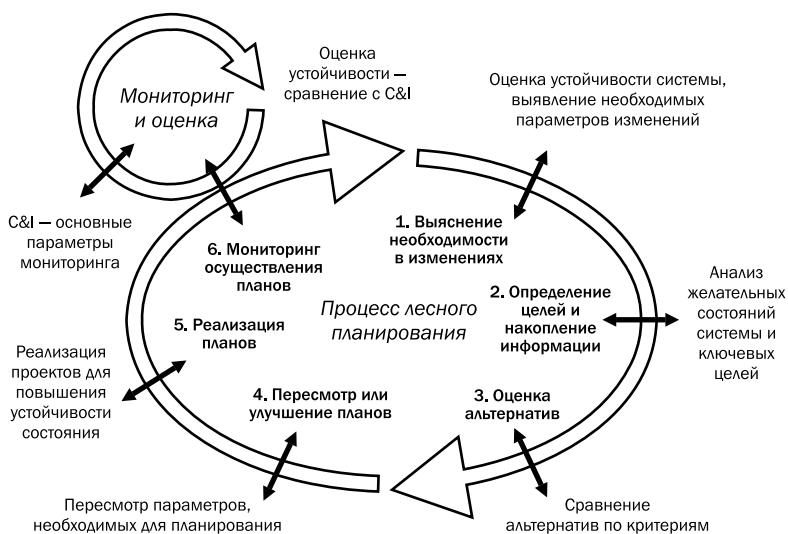 Мониторинг
и оценка
Оценка
устойчивости —
сравнение с C&I
Оценка устойчивости системы,
выявление необходимых
параметров изменений
C&I — основные
параметры
мониторинга
1. Выяснение
необходимости
в изменениях
6. Мониторинг
осуществления
планов
Процесс лесного
планирования
2. Определение
целей и
накопление
информации
Анализ
желательных
состояний
системы и
ключевых
целей
5. Реализация
планов
Реализация
проектов для
повышения
устойчивости
состояния
4. Пересмотр или
улучшение планов
3. Оценка
альтернатив
Пересмотр параметров,
необходимых для планирования
Сравнение
альтернатив по критериям